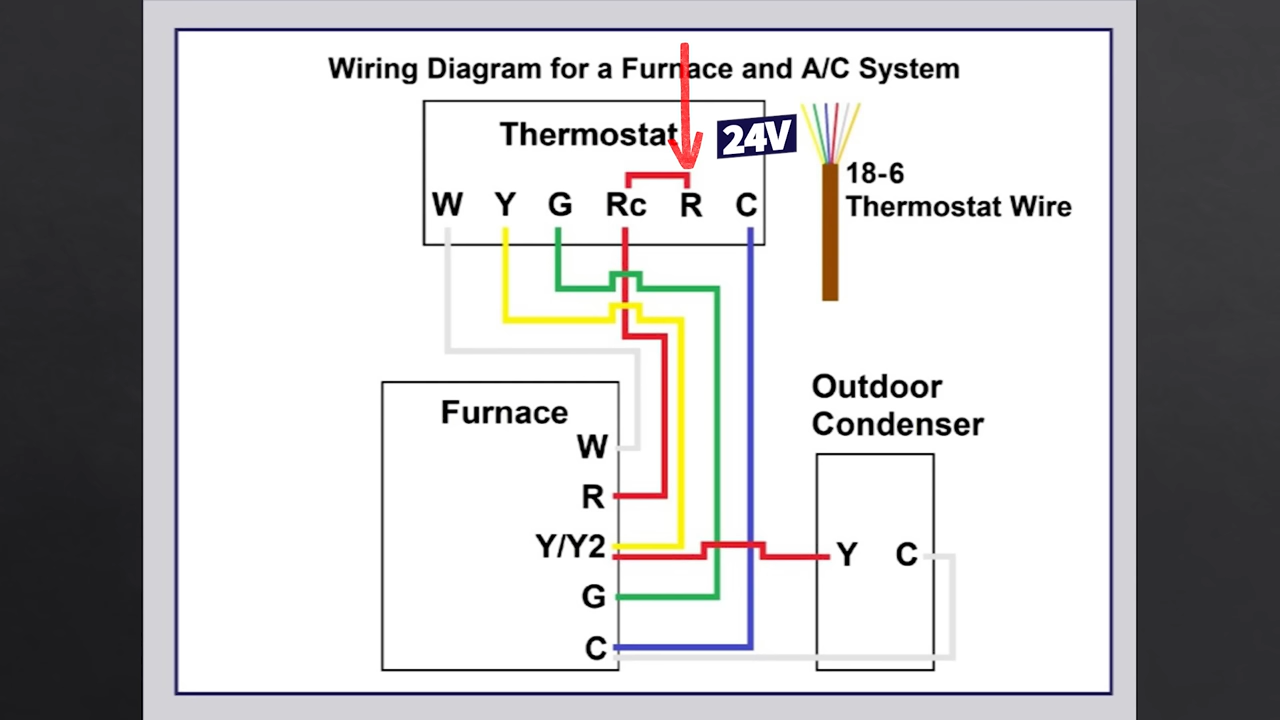 Wiring Diagram for a Furnace and A/C System
Thermostat
24V
W Y G Rc R C
18-6
Thermostat Wire
Furnace
W
R
Y/Y2
G
C
Outdoor
Condenser
Y C